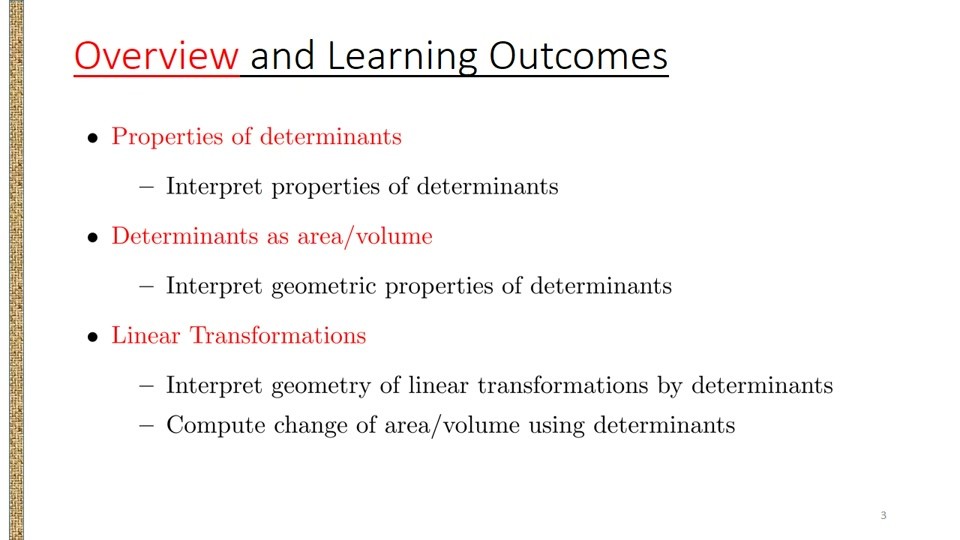 Overview and Learning Outcomes
• Properties of determinants
– Interpret properties of determinants
• Determinants as area/volume
– Interpret geometric properties of determinants
• Linear Transformations
– Interpret geometry of linear transformations by determinants
– Compute change of area/volume using determinants
3